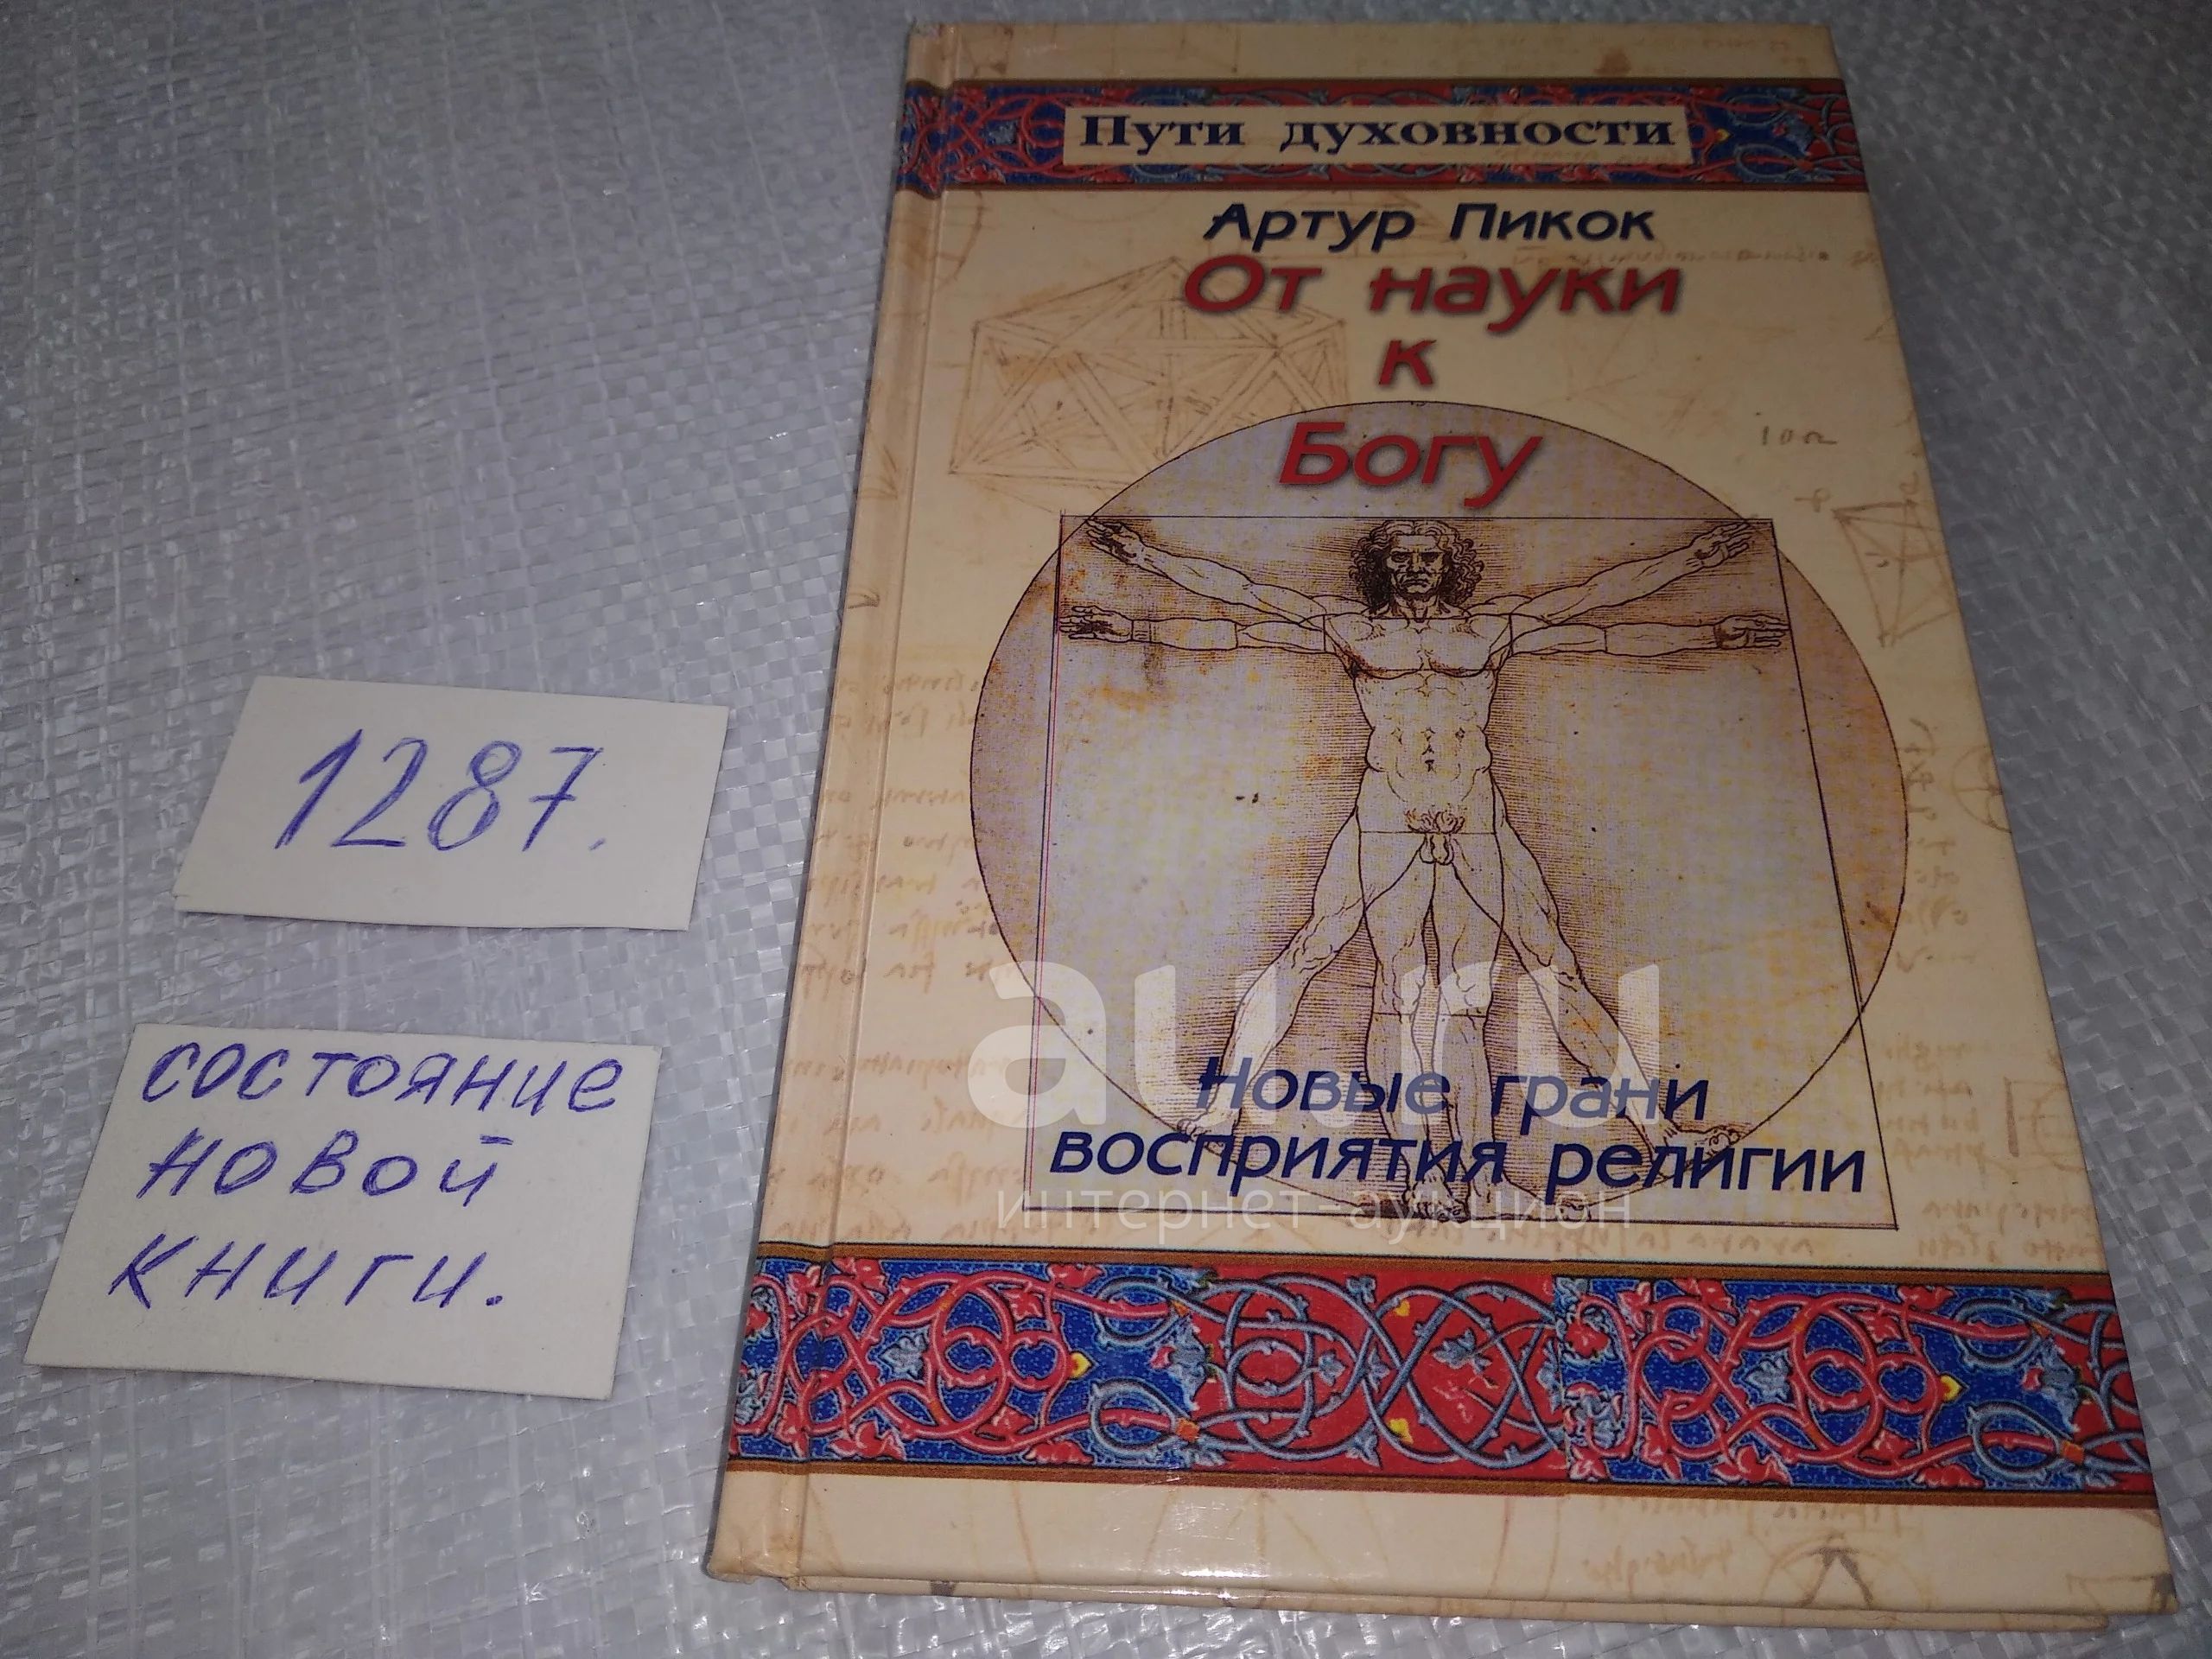 Пути духовности
Артур Пикок
От науки
к
Богу
Новые грани
восприятия религии
au.ru
интернет-аукцион
1287.
состояние
новой
книги.